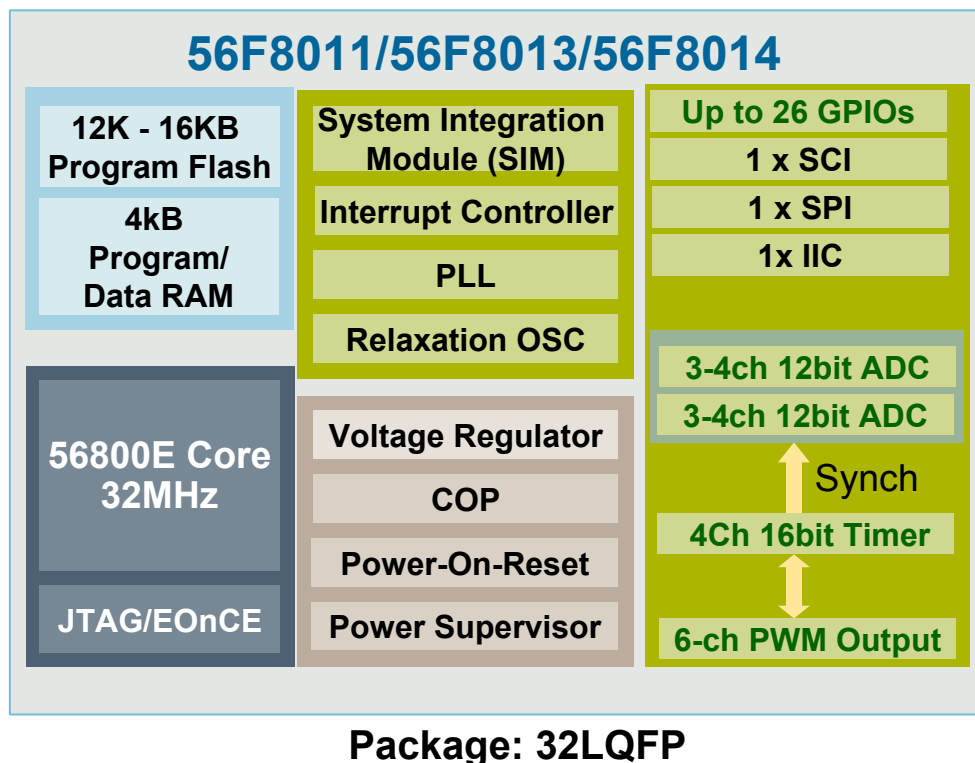 56F8011/56F8013/56F8014
12K - 16KB
Program Flash
4kB
Program/
Data RAM
56800E Core
32MHz
JTAG/EOnCE
System Integration
Module (SIM)
Interrupt Controller
PLL
Relaxation OSC
Voltage Regulator
COP
Power-On-Reset
Power Supervisor
Up to 26 GPIOs
1 x SCI
1 x SPI
1x IIC
3-4ch 12bit ADC
3-4ch 12bit ADC
Synch
4Ch 16bit Timer
6-ch PWM Output
Package: 32LQFP